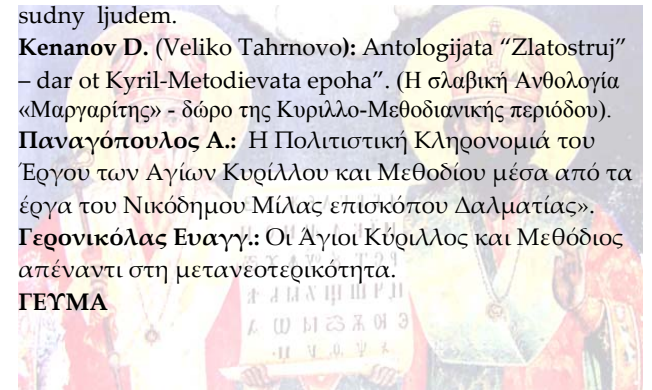 sudny ljudem.
Kenanov D. (Veliko Tahrnovo): Antologijata “Zlatostruj”
– dar ot Kyril-Metodievata epoha”. (Η σλαβική Ανθολογία
«Μαργαρίτης» - δώρο της Κυριλλο-Μεθοδιανικής περιόδου).
Παναγόπουλος Α.: Η Πολιτιστική Κληρονομιά του
Έργου των Αγίων Κυρίλλου και Μεθοδίου μέσα από τα
έργα του Νικόδημου Μίλας επισκόπου Δαλματίας».
Γερονικόλας Ευαγγ.: Οι Άγιοι Κύριλλος και Μεθόδιος
απέναντι στη μετανεοτερικότητα.
ΓΕΥΜΑ